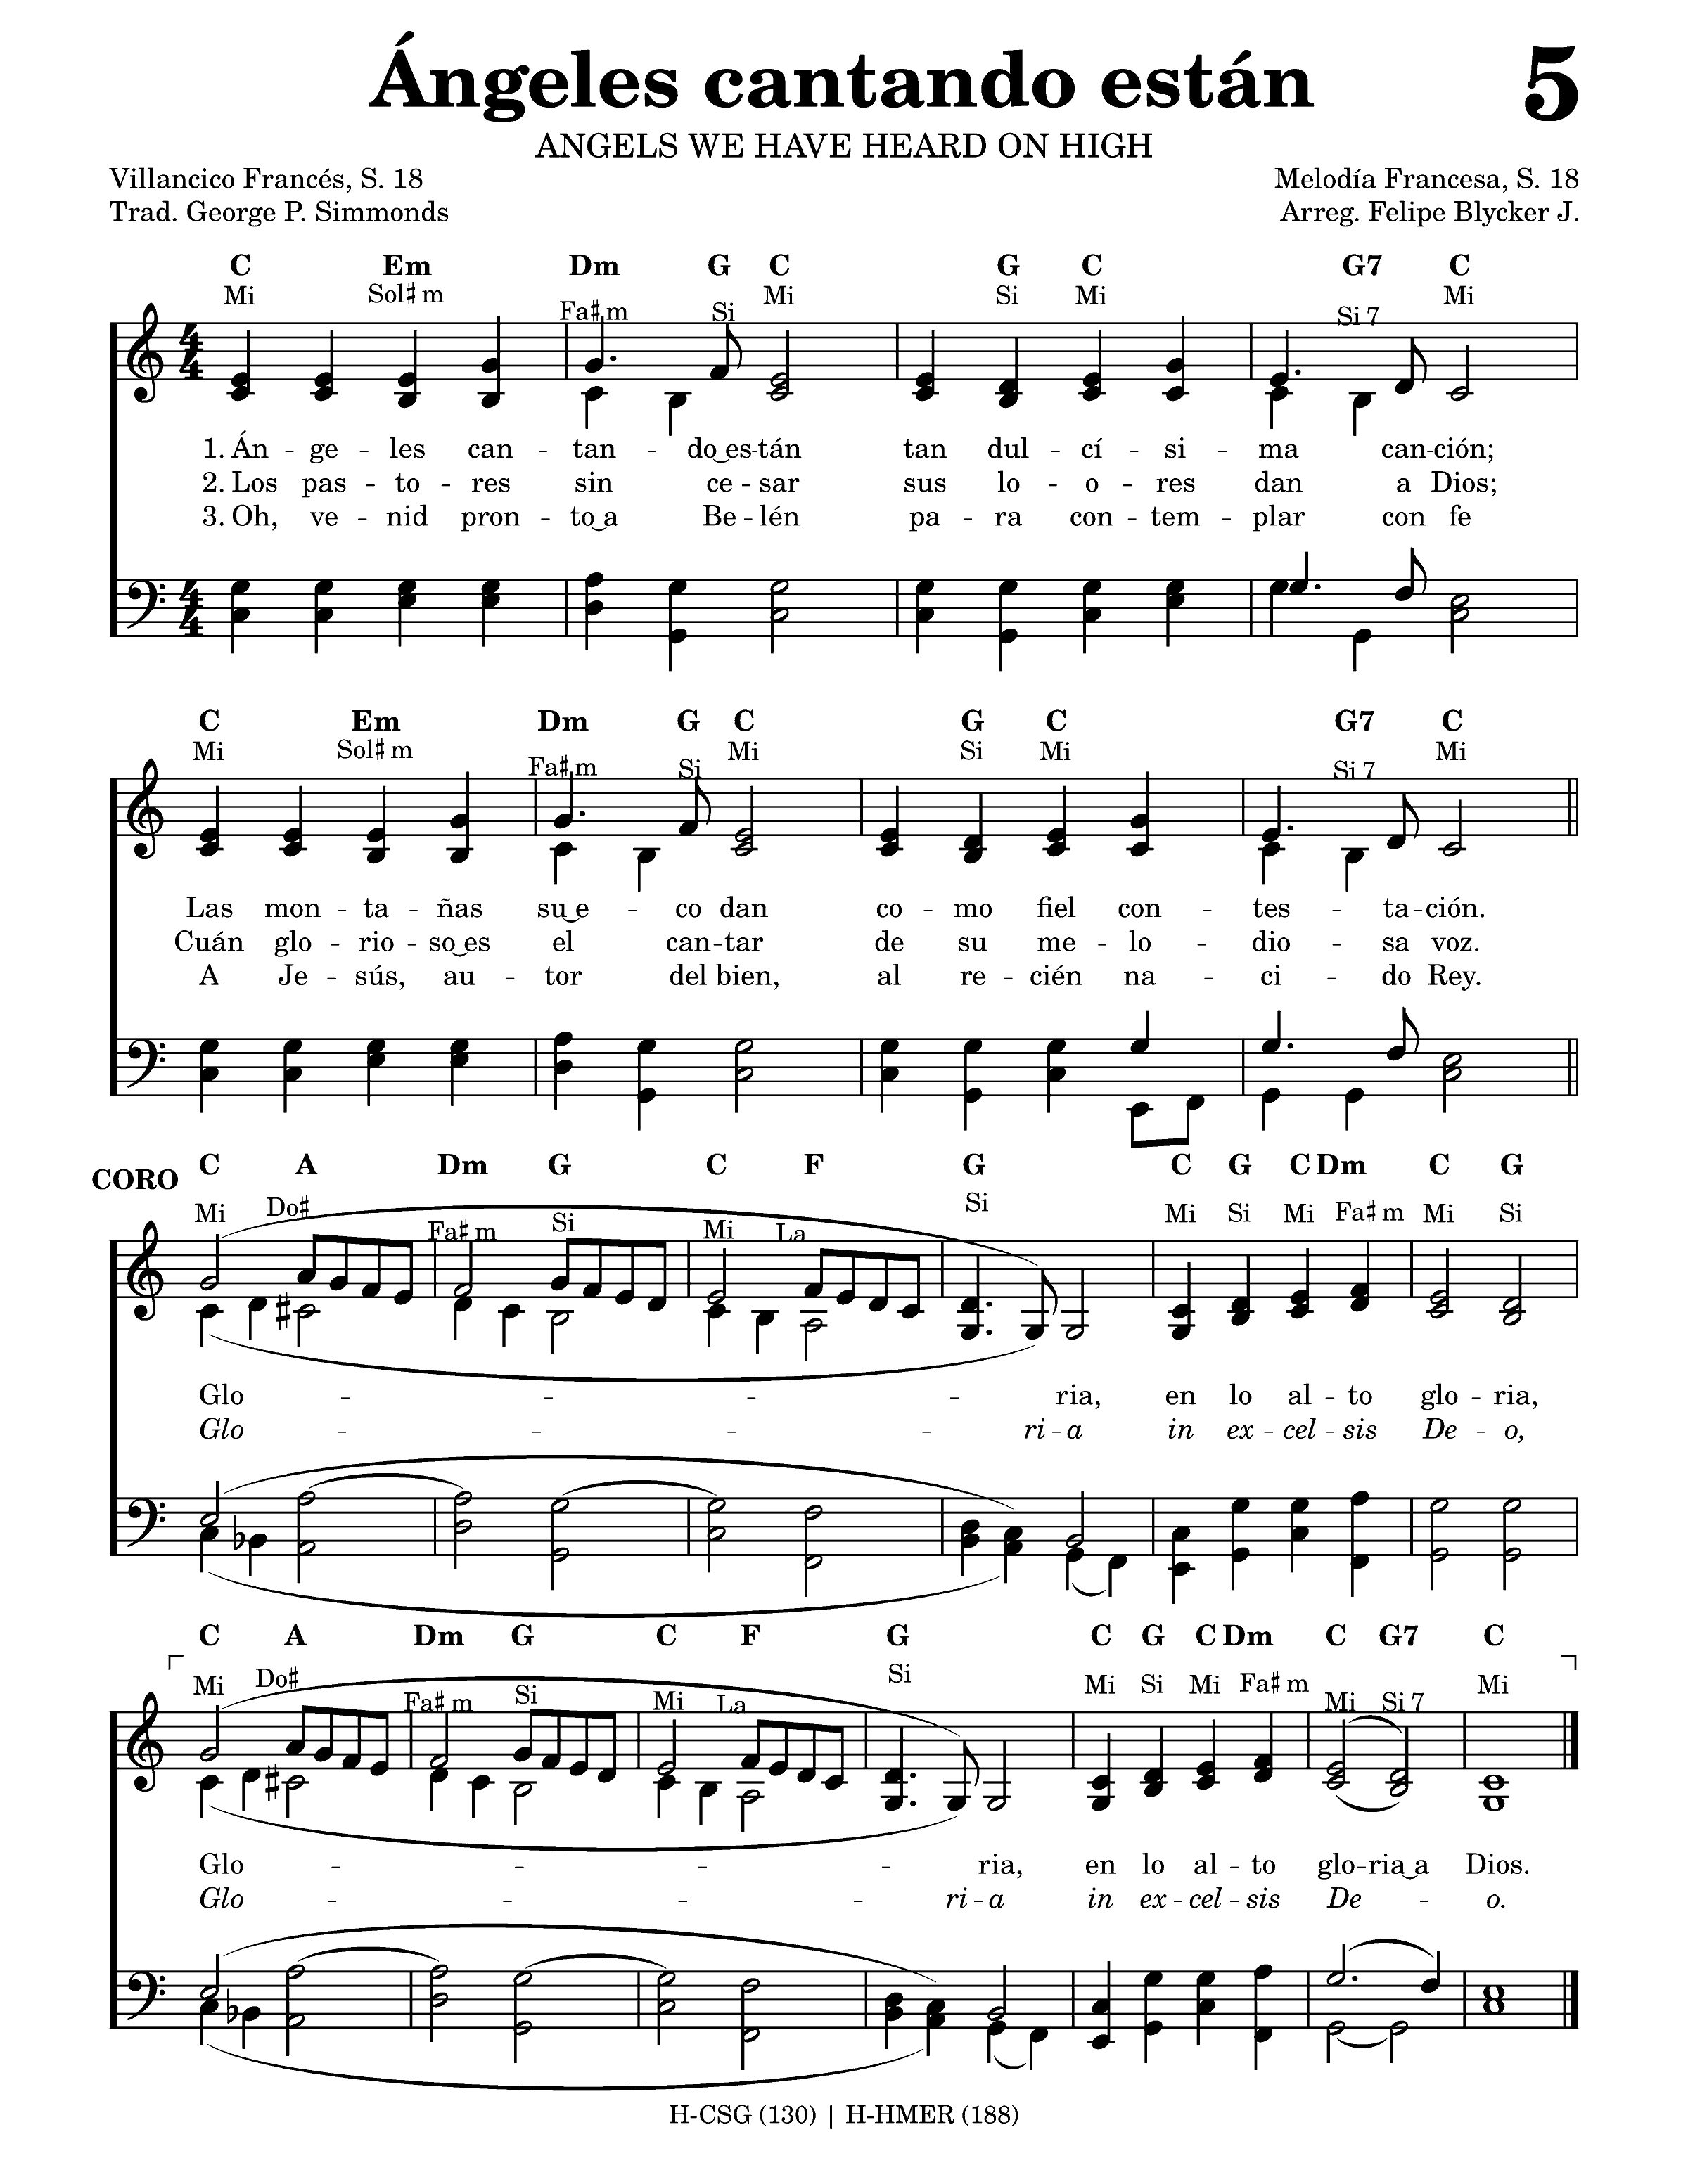 Ángeles cantando están 5
ANGELS WE HAVE HEARD ON HIGH
Villancico Francés, S. 18 Melodía Francesa, S. 18
Trad. George P. Simmonds Arreg. Felipe Blycker J.
C Em Dm G C G C G7 C
Mi Sol♯ m Fa♯ m Si Mi Si Mi Si 7 Mi
1. Án -- ge -- les can -- tan -- do es -- tán tan dul -- cí -- si -- ma can -- ción;
2. Los pas -- to -- res sin ce -- sar sus lo -- o -- res dan a Dios;
3. Oh, ve -- nid pron -- to a Be -- lén pa -- ra con -- tem -- plar con fe
C Em Dm G C G C G7 C
Mi Sol♯ m Fa♯ m Si Mi Si Mi Si 7 Mi
Las mon -- ta -- ñas su e -- co dan co -- mo fiel con -- tes -- ta -- ción.
Cuán glo -- rio -- so es el can -- tar de su me -- lo -- dio -- sa voz.
A Je -- sús, au -- tor del bien, al re -- cién na -- ci -- do Rey.
CORO C A Dm G C F G C G C Dm C G
Mi Do♯ Fa♯ m Si Mi La Si Mi Si Mi Fa♯ m Mi Si
Glo -- -- -- -- -- ria, en lo al -- to glo -- ria,
Glo -- -- -- -- -- ri -- a in ex -- cel -- sis De -- o,
C A Dm G C F G C G C Dm C G7 C
Mi Do♯ Fa♯ m Si Mi La Si Mi Si Mi Fa♯ m Mi Si 7 Mi
Glo -- -- -- -- -- ria, en lo al -- to glo -- ria a Dios.
Glo -- -- -- -- -- ri -- a in ex -- cel -- sis De -- o.
H-CSG (130) | H-HMER (188)